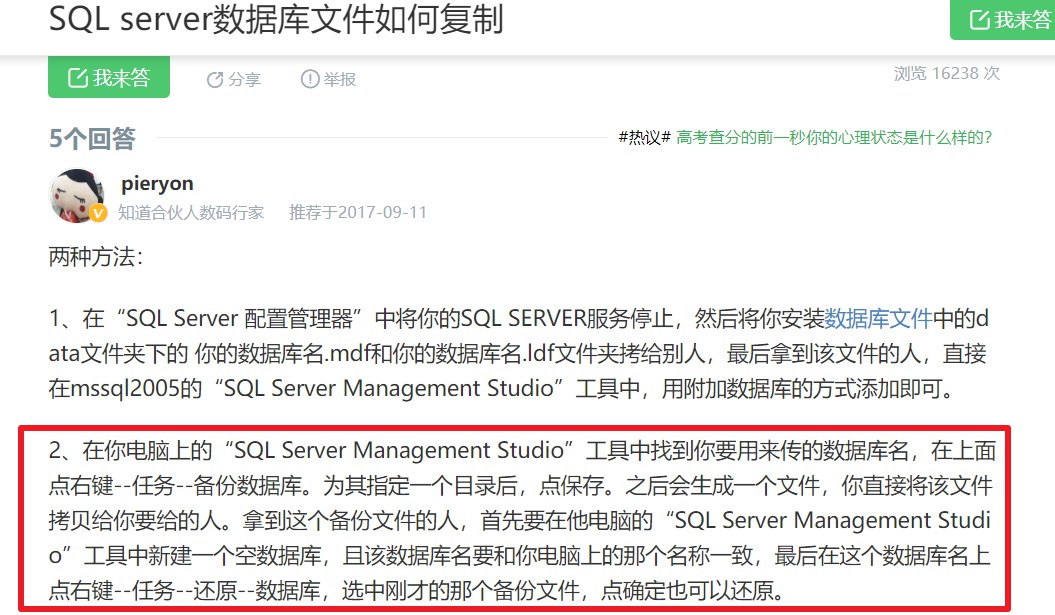 SQL server数据库文件如何复制
我来答
我来答
分享
举报
浏览 16238 次
5个回答
#热议# 高考查分的前一秒你的心理状态是什么样的?
pieryon
知道合伙人数码行家 推荐于2017-09-11
两种方法：
1、在“SQL Server 配置管理器”中将你的SQL SERVER服务停止，然后将你安装数据库文件中的d
ata文件夹下的 你的数据库名.mdf和你的数据库名.ldf文件夹拷给别人，最后拿到该文件的人，直接
在mssql2005的“SQL Server Management Studio”工具中，用附加数据库的方式添加即可。
2、在你电脑上的“SQL Server Management Studio”工具中找到你要用来传的数据库名，在上面
点右键--任务--备份数据库。为其指定一个目录后，点保存。之后会生成一个文件，你直接将该文件
拷贝给你要给的人。拿到这个备份文件的人，首先要在他电脑的“SQL Server Management Studi
o”工具中新建一个空数据库，且该数据库名要和你电脑上的那个名称一致，最后在这个数据库名上
点右键--任务--还原--数据库，选中刚才的那个备份文件，点确定也可以还原。